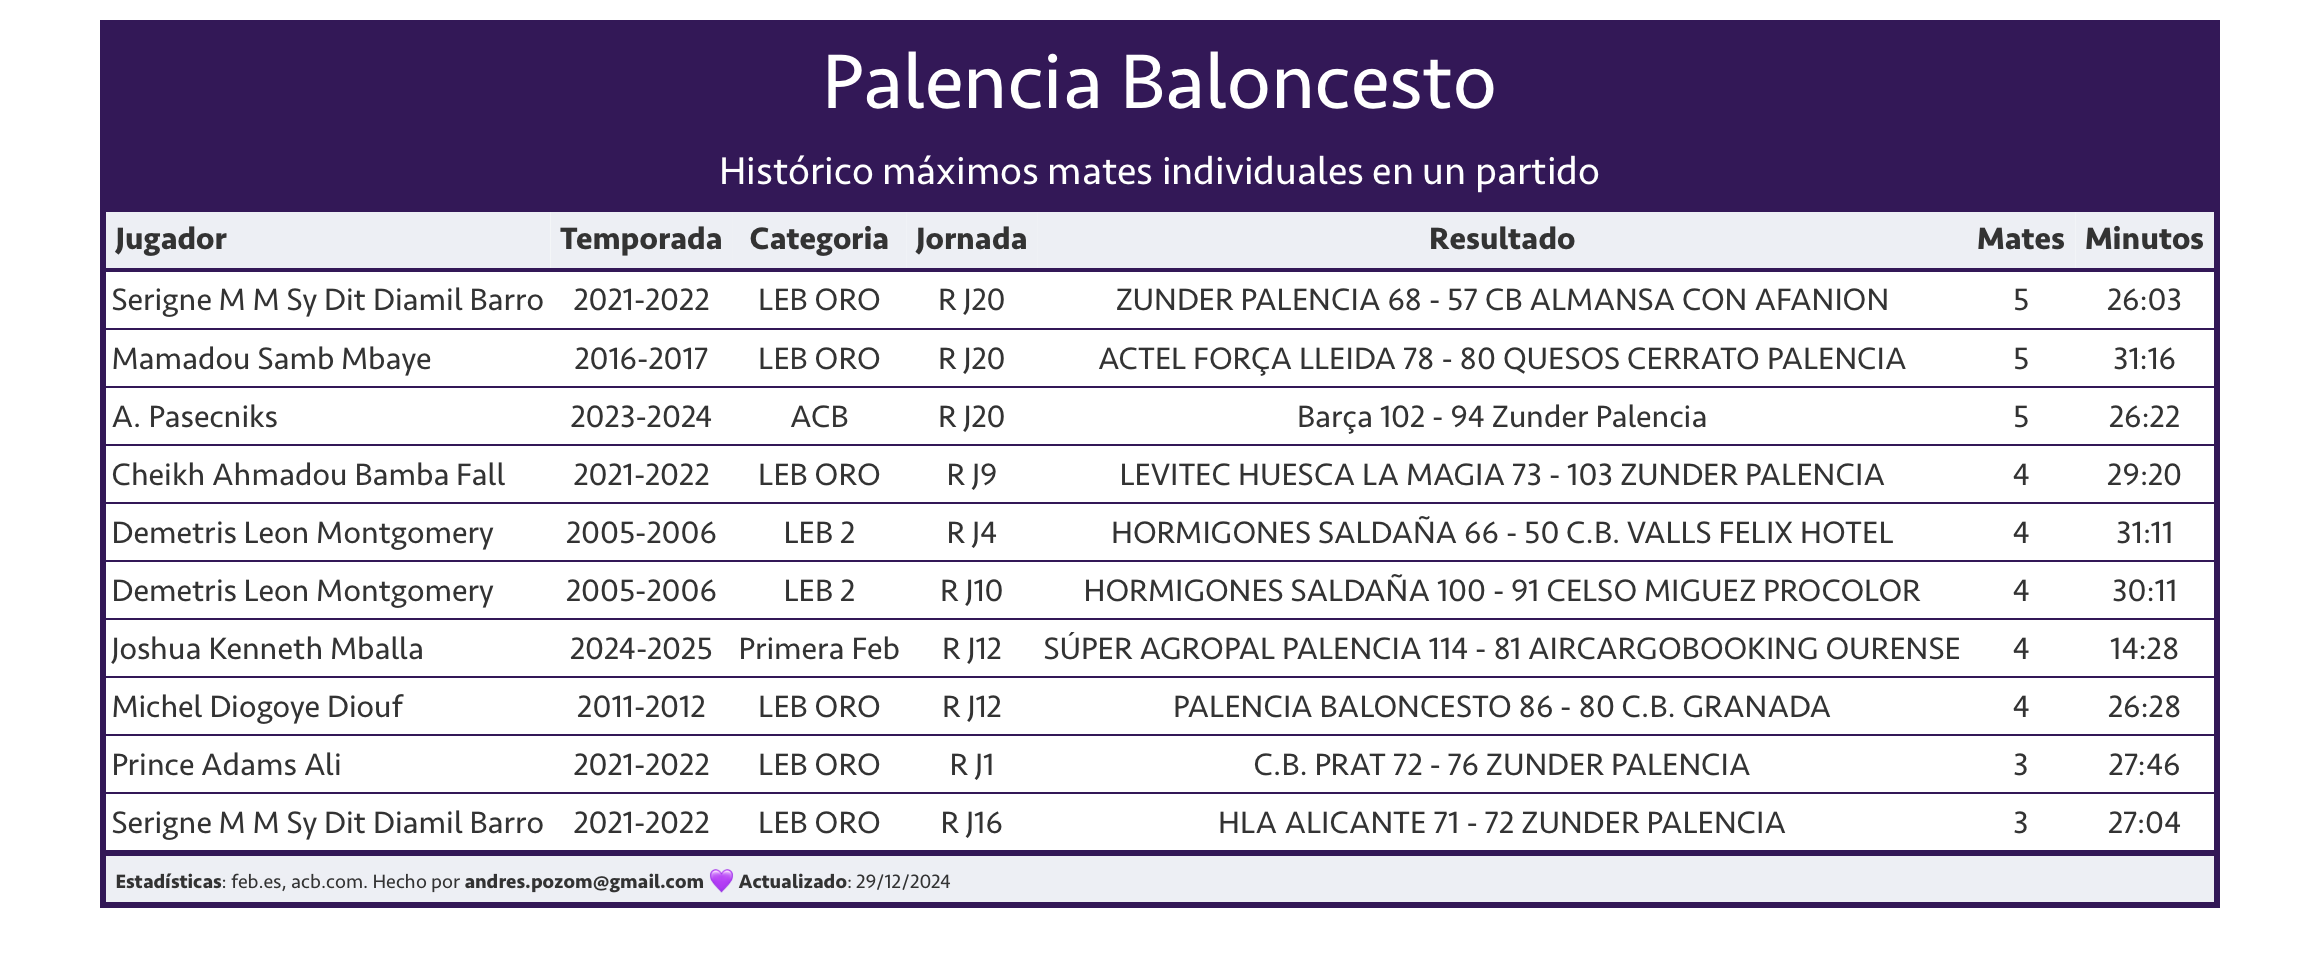 Palencia Baloncesto
Histórico máximos mates individuales en un partido
Jugador Temporada Categoria Jornada Resultado Mates Minutos
Serigne M M Sy Dit Diamil Barro 2021-2022 LEB ORO R J20 ZUNDER PALENCIA 68 - 57 CB ALMANSA CON AFANION 5 26:03
Mamadou Samb Mbaye 2016-2017 LEB ORO R J20 ACTEL FORÇA LLEIDA 78 - 80 QUESOS CERRATO PALENCIA 5 31:16
A. Pasecniks 2023-2024 ACB R J20 Barça 102 - 94 Zunder Palencia 5 26:22
Cheikh Ahmadou Bamba Fall 2021-2022 LEB ORO R J9 LEVITEC HUESCA LA MAGIA 73 - 103 ZUNDER PALENCIA 4 29:20
Demetris Leon Montgomery 2005-2006 LEB 2 R J4 HORMIGONES SALDAÑA 66 - 50 C.B. VALLS FELIX HOTEL 4 31:11
Demetris Leon Montgomery 2005-2006 LEB 2 R J10 HORMIGONES SALDAÑA 100 - 91 CELSO MIGUEZ PROCOLOR 4 30:11
Joshua Kenneth Mballa 2024-2025 Primera Feb R J12 SÚPER AGROPAL PALENCIA 114 - 81 AIRCARGOBOOKING OURENSE 4 14:28
Michel Diogoye Diouf 2011-2012 LEB ORO R J12 PALENCIA BALONCESTO 86 - 80 C.B. GRANADA 4 26:28
Prince Adams Ali 2021-2022 LEB ORO R J1 C.B. PRAT 72 - 76 ZUNDER PALENCIA 3 27:46
Serigne M M Sy Dit Diamil Barro 2021-2022 LEB ORO R J16 HLA ALICANTE 71 - 72 ZUNDER PALENCIA 3 27:04
Estadísticas: feb.es, acb.com. Hecho por andres.pozom@gmail.com 💜 Actualizado: 29/12/2024